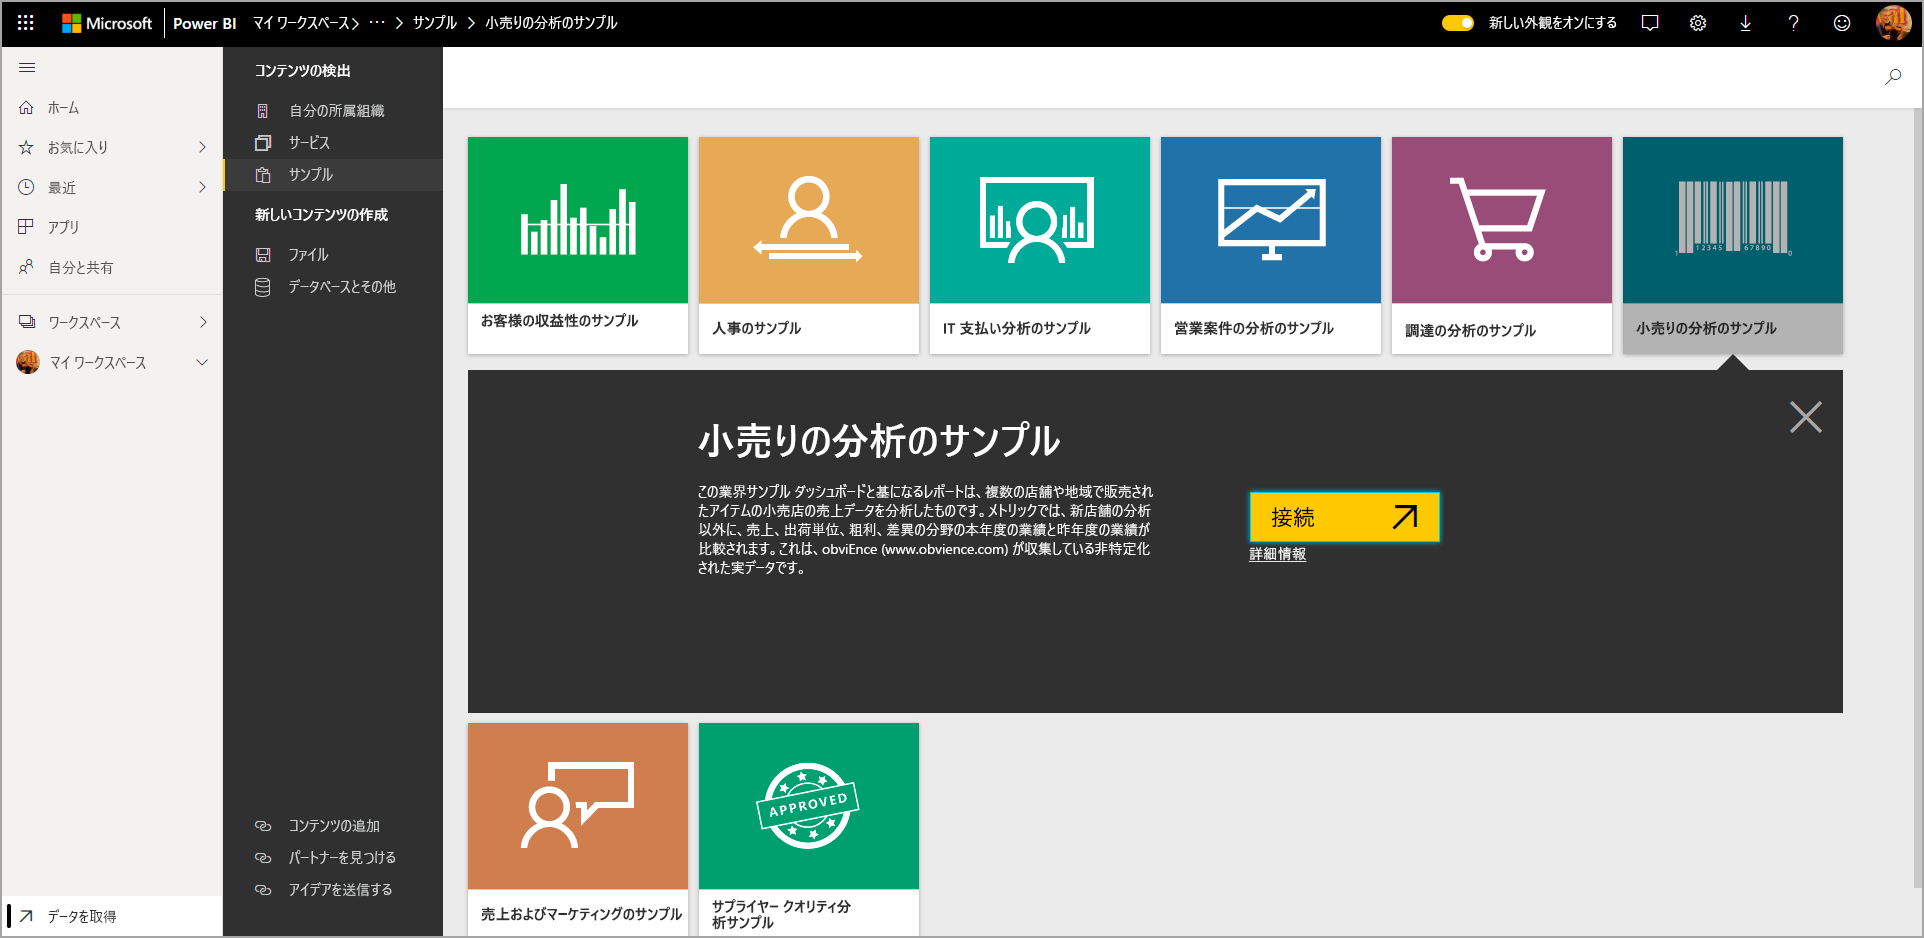 Microsoft Power BI マイ ワークスペース > ··· > サンプル > 小売りの分析のサンプル
新しい外観をオンにする
ホーム
お気に入り
最近
アプリ
自分と共有
ワークスペース
マイ ワークスペース
データを取得
コンテンツの検出
自分の所属組織
サービス
サンプル
新しいコンテンツの作成
ファイル
データベースとその他
コンテンツの追加
パートナーを見つける
アイデアを送信する
お客様の収益性のサンプル
人事のサンプル
IT 支払い分析のサンプル
営業案件の分析のサンプル
調達の分析のサンプル
1 12345 67890 0
小売りの分析のサンプル
小売りの分析のサンプル
この業界サンプル ダッシュボードと基になるレポートは、複数の店舗や地域で販売され
たアイテムの小売店の売上データを分析したものです。メトリックでは、新店舗の分析
以外に、売上、出荷単位、粗利、差異の分野の本年度の業績と昨年度の業績が
比較されます。これは、obviEnce (www.obvience.com) が収集している非特定化
された実データです。
接続
詳細情報
売上およびマーケティングのサンプル
APPROVED
サプライヤー クオリティ分
析サンプル